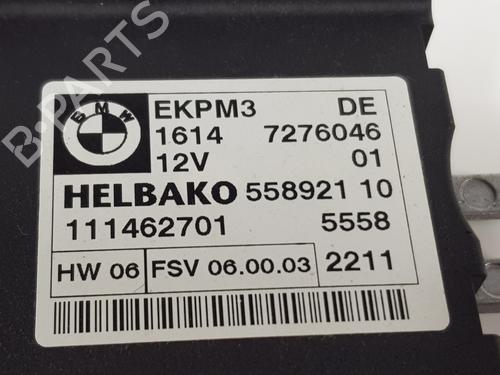 B-PARTS
BMW
EKPM3 DE
1614 7276046
12V 01
HELBAKO 558921 10
111462701 5558
HW 06 FSV 06.00.03 2211